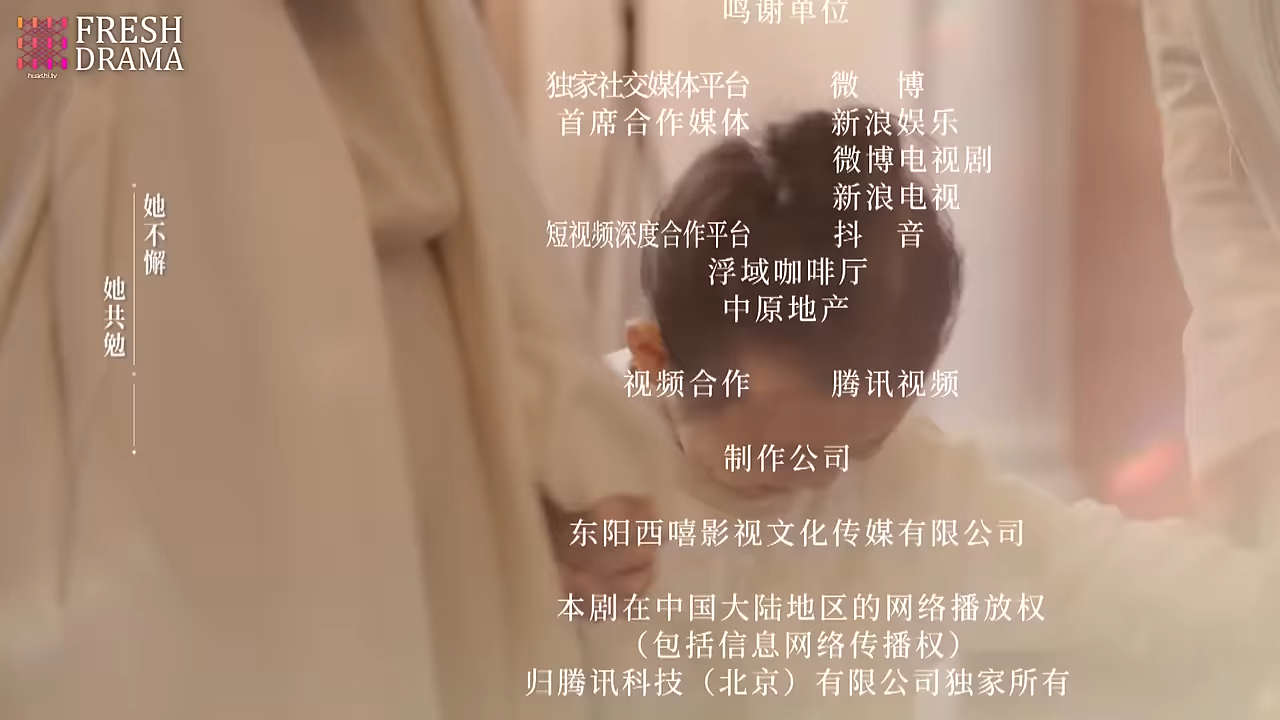 FRESH
DRAMA
huashi.tv
她不懈
她共勉
鸣谢单位
独家社交媒体平台 微 博
首席合作媒体 新浪娱乐
微博电视剧
新浪电视
短视频深度合作平台 抖 音
浮域咖啡厅
中原地产
视频合作 腾讯视频
制作公司
东阳西嘻影视文化传媒有限公司
本剧在中国大陆地区的网络播放权
（包括信息网络传播权）
归腾讯科技（北京）有限公司独家所有